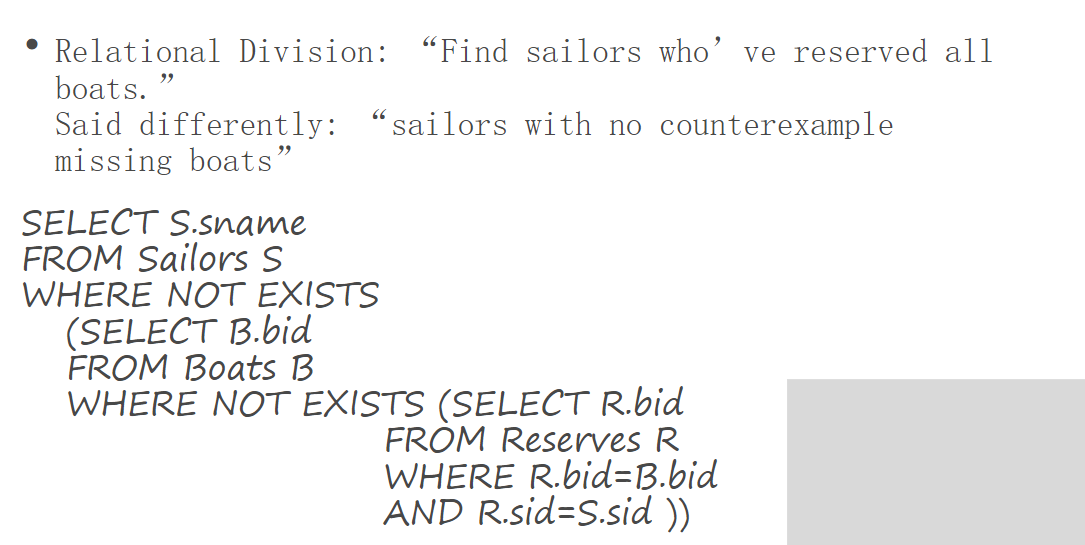 • Relational Division: “Find sailors who’ve reserved all
boats.”
Said differently: “sailors with no counterexample
missing boats”
SELECT S.sname
FROM Sailors S
WHERE NOT EXISTS
(SELECT B.bid
FROM Boats B
WHERE NOT EXISTS (SELECT R.bid
FROM Reserves R
WHERE R.bid=B.bid
AND R.sid=S.sid ))